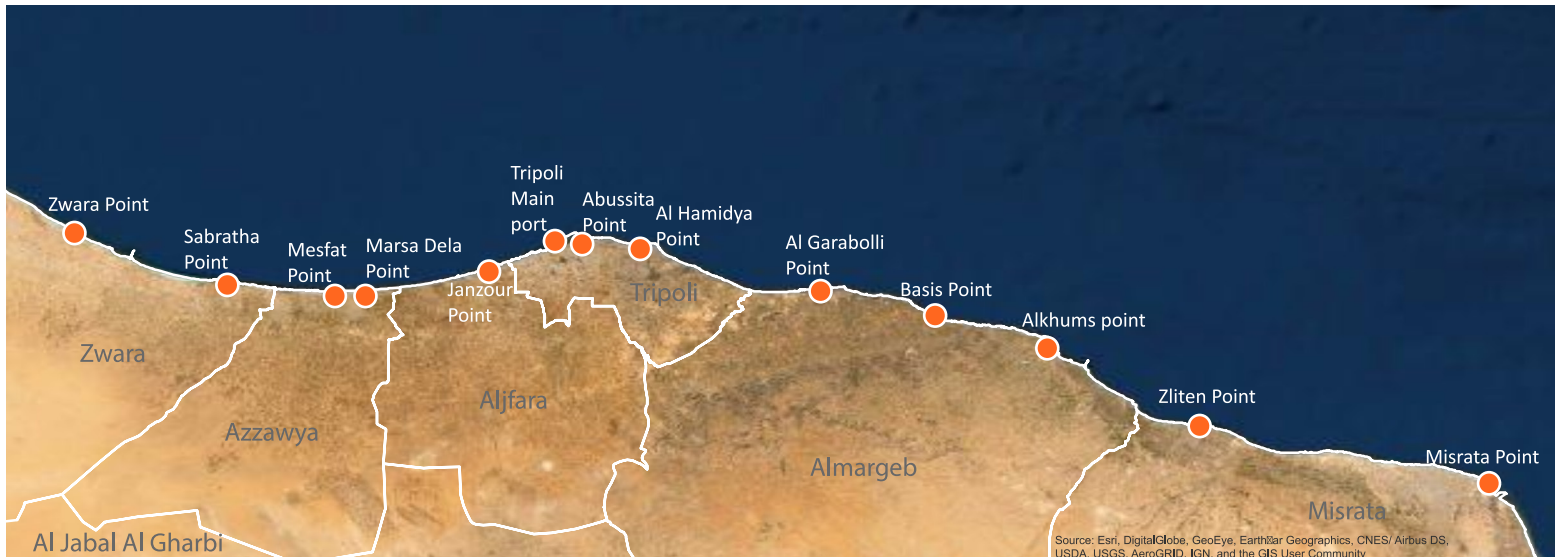 Zwara Point
Sabratha
Point
Mesfat
Point
Marsa Dela
Point
Janzour
Point
Tripoli
Main
port
Abussita
Point
Al Hamidya
Point
Al Garabolli
Point
Basis Point
Alkhums point
Zliten Point
Misrata Point
Zwara
Azzawya
Aljfara
Tripoli
Almargeb
Misrata
Al Jabal Al Gharbi
Source: Esri, DigitalGlobe, GeoEye, Earth☒ar Geographics, CNES/ Airbus DS,
USDA, USGS, AeroGRID, IGN, and the GIS User Community